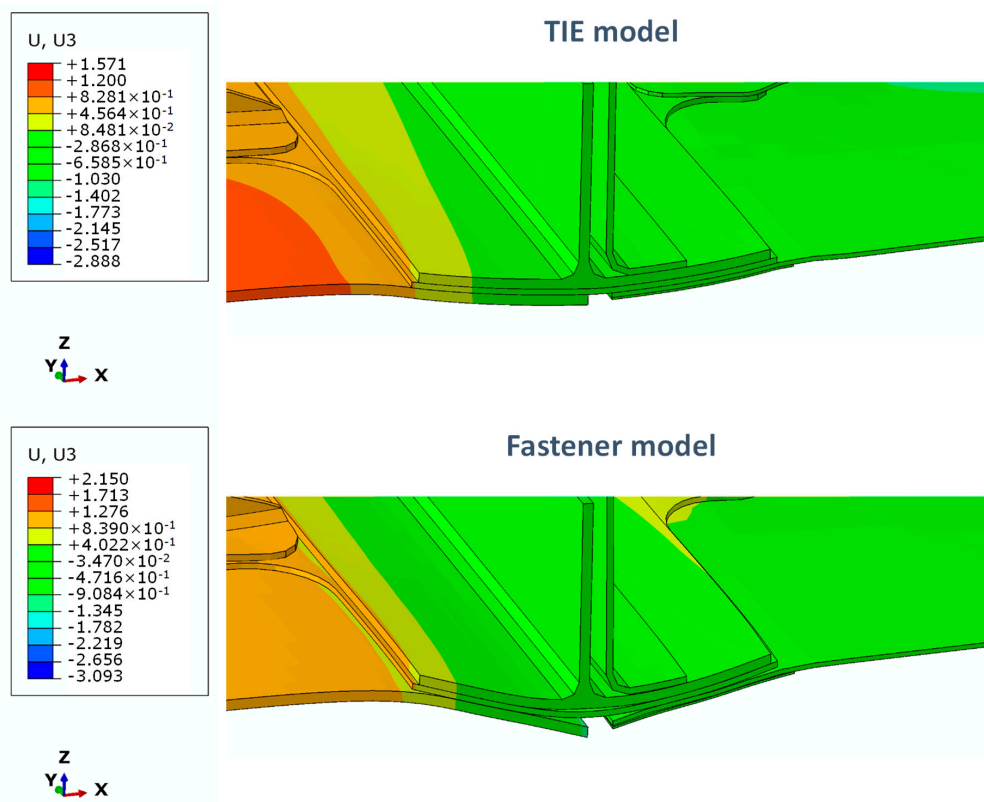 TIE model
U, U3
+1.571
+1.200
+8.281×10⁻¹
+4.564×10⁻¹
+8.481×10⁻²
-2.868×10⁻¹
-6.585×10⁻¹
-1.030
-1.402
-1.773
-2.145
-2.517
-2.888
Z
Y
X
Fastener model
U, U3
+2.150
+1.713
+1.276
+8.390×10⁻¹
+4.022×10⁻¹
-3.470×10⁻²
-4.716×10⁻¹
-9.084×10⁻¹
-1.345
-1.782
-2.219
-2.656
-3.093
Z
Y
X